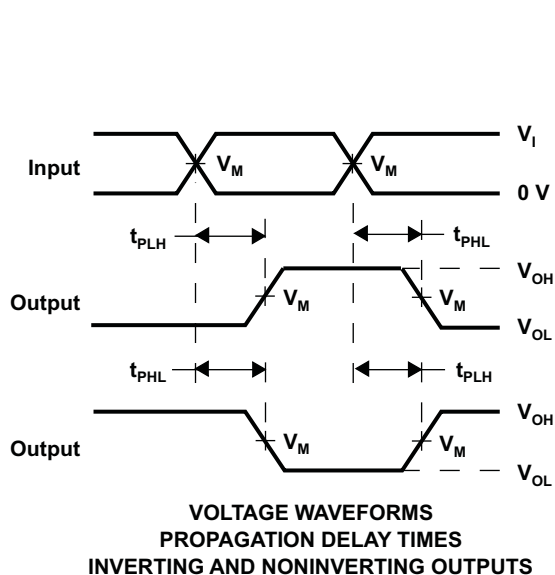 V_I
Input V_M V_M
0 V
t_PLH t_PHL
V_OH
Output V_M V_M
V_OL
t_PHL t_PLH
V_OH
Output V_M V_M
V_OL
VOLTAGE WAVEFORMS
PROPAGATION DELAY TIMES
INVERTING AND NONINVERTING OUTPUTS